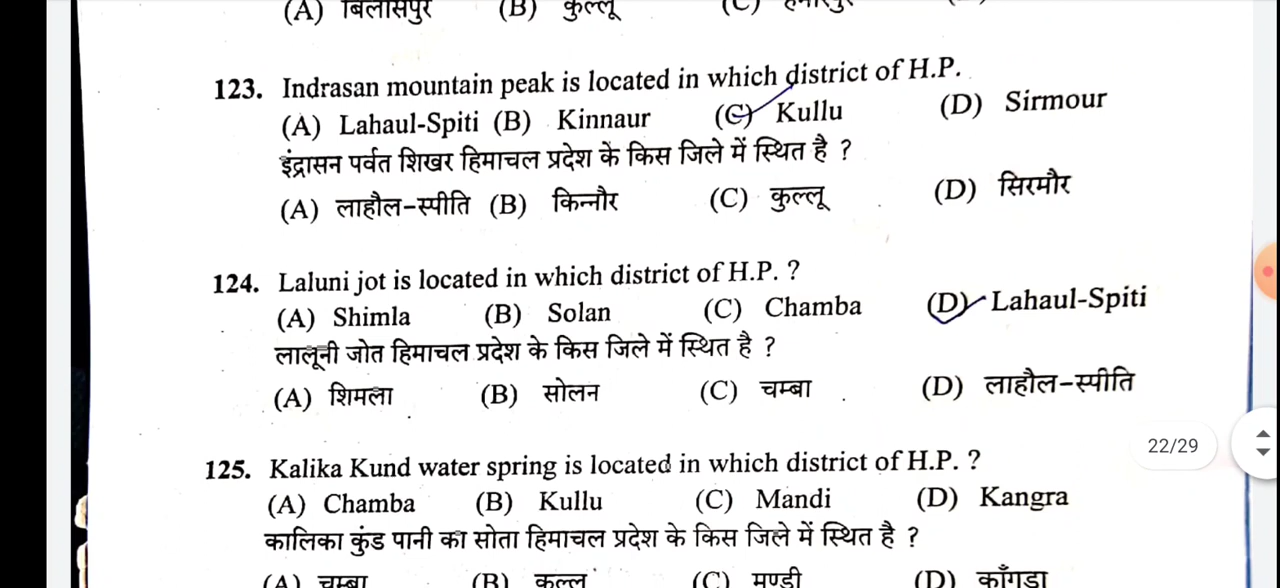 (A) बिलासपुर (B) कुल्लू (C)
123. Indrasan mountain peak is located in which district of H.P.
(A) Lahaul-Spiti (B) Kinnaur (C) Kullu (D) Sirmour
इंद्रासन पर्वत शिखर हिमाचल प्रदेश के किस जिले में स्थित है ?
(A) लाहौल-स्पीति (B) किन्नौर (C) कुल्लू (D) सिरमौर
124. Laluni jot is located in which district of H.P. ?
(A) Shimla (B) Solan (C) Chamba (D) Lahaul-Spiti
लालूनी जोत हिमाचल प्रदेश के किस जिले में स्थित है ?
(A) शिमला (B) सोलन (C) चम्बा (D) लाहौल-स्पीति
22/29
125. Kalika Kund water spring is located in which district of H.P. ?
(A) Chamba (B) Kullu (C) Mandi (D) Kangra
कालिका कुंड पानी का सोता हिमाचल प्रदेश के किस जिले में स्थित है ?
(A) चम्बा (B) कुल्लू (C) मण्डी (D) काँगडा